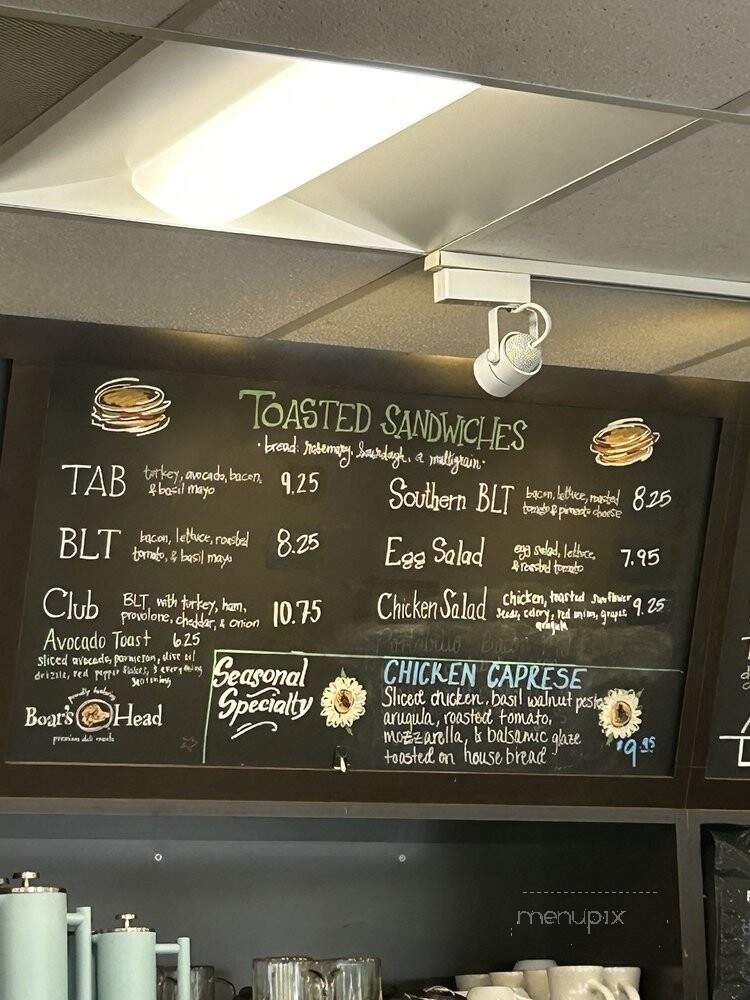 TOASTED SANDWICHES
· bread: rosemary, sourdough, & multigrain ·
TAB turkey, avocado, bacon, 9.25
& basil mayo
BLT bacon, lettuce, roasted 8.25
tomato, & basil mayo
Club BLT with turkey, ham, 10.75
provolone, cheddar, & onion
Avocado Toast 6.25
sliced avocado, parmesan, olive oil
drizzle, red pepper flakes, & everything
seasoning
proudly featuring
Boar's Head
premium deli meats
Southern BLT bacon, lettuce, roasted 8.25
tomato & pimento cheese
Egg Salad egg salad, lettuce, 7.95
& roasted tomato
Chicken Salad chicken, toasted sunflower 9.25
seeds, celery, red onion, grapes
arugula
Seasonal
Specialty
CHICKEN CAPRESE
Sliced chicken, basil walnut pesto
arugula, roasted tomato,
mozzarella, & balsamic glaze
toasted on house bread
$9.95
menupix